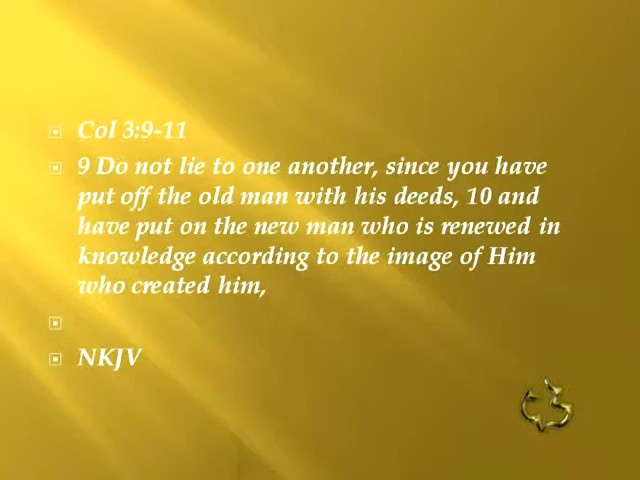 Col 3:9-11
9 Do not lie to one another, since you have
put off the old man with his deeds, 10 and
have put on the new man who is renewed in
knowledge according to the image of Him
who created him,
NKJV